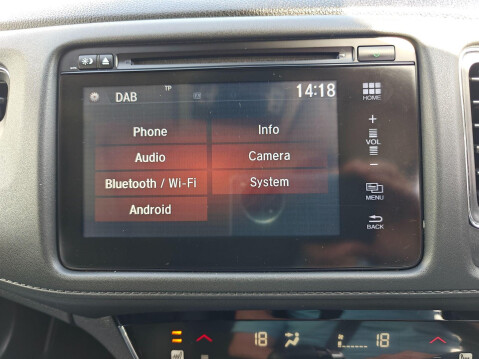 TP
DAB 14:18
HOME
Phone Info
Audio Camera
Bluetooth / Wi-Fi System
Android
+
VOL
−
MENU
BACK
18 18